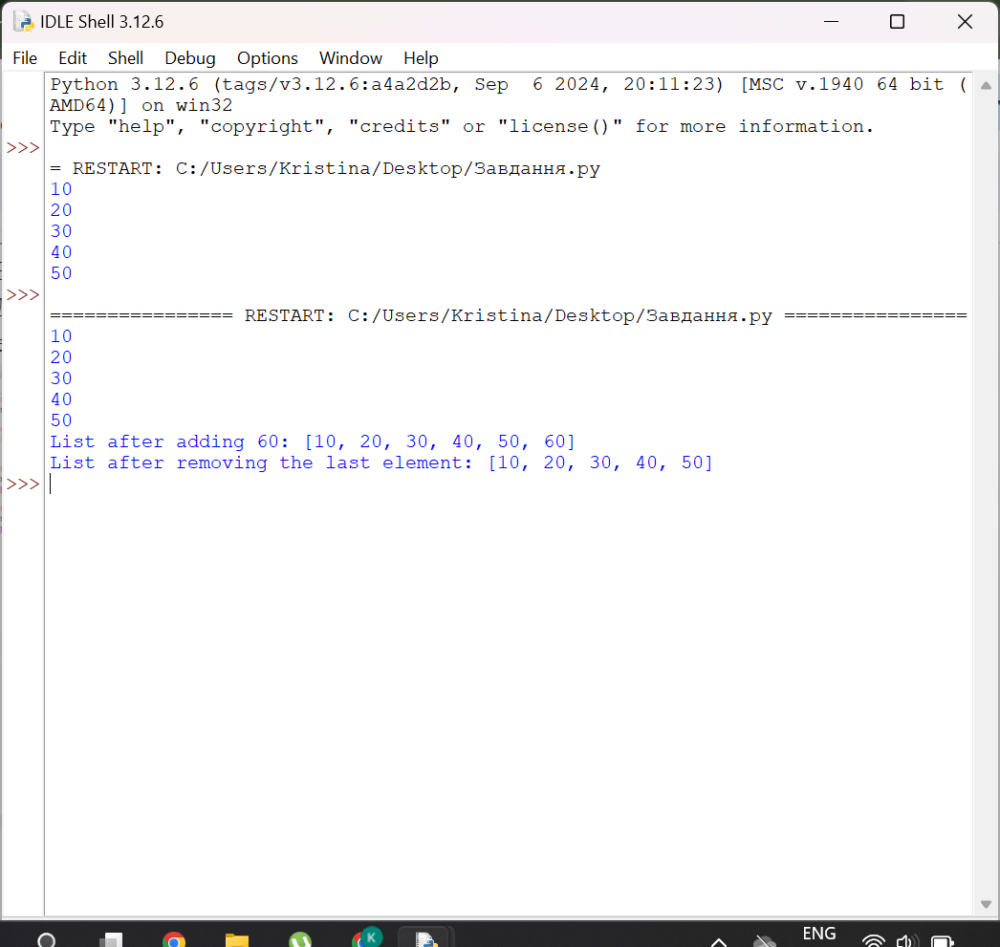 IDLE Shell 3.12.6
File Edit Shell Debug Options Window Help
Python 3.12.6 (tags/v3.12.6:a4a2d2b, Sep  6 2024, 20:11:23) [MSC v.1940 64 bit (
AMD64)] on win32
Type "help", "copyright", "credits" or "license()" for more information.
>>>
= RESTART: C:/Users/Kristina/Desktop/Завдання.py
10
20
30
40
50
>>>
================ RESTART: C:/Users/Kristina/Desktop/Завдання.py ================
10
20
30
40
50
List after adding 60: [10, 20, 30, 40, 50, 60]
List after removing the last element: [10, 20, 30, 40, 50]
>>>
K
ENG